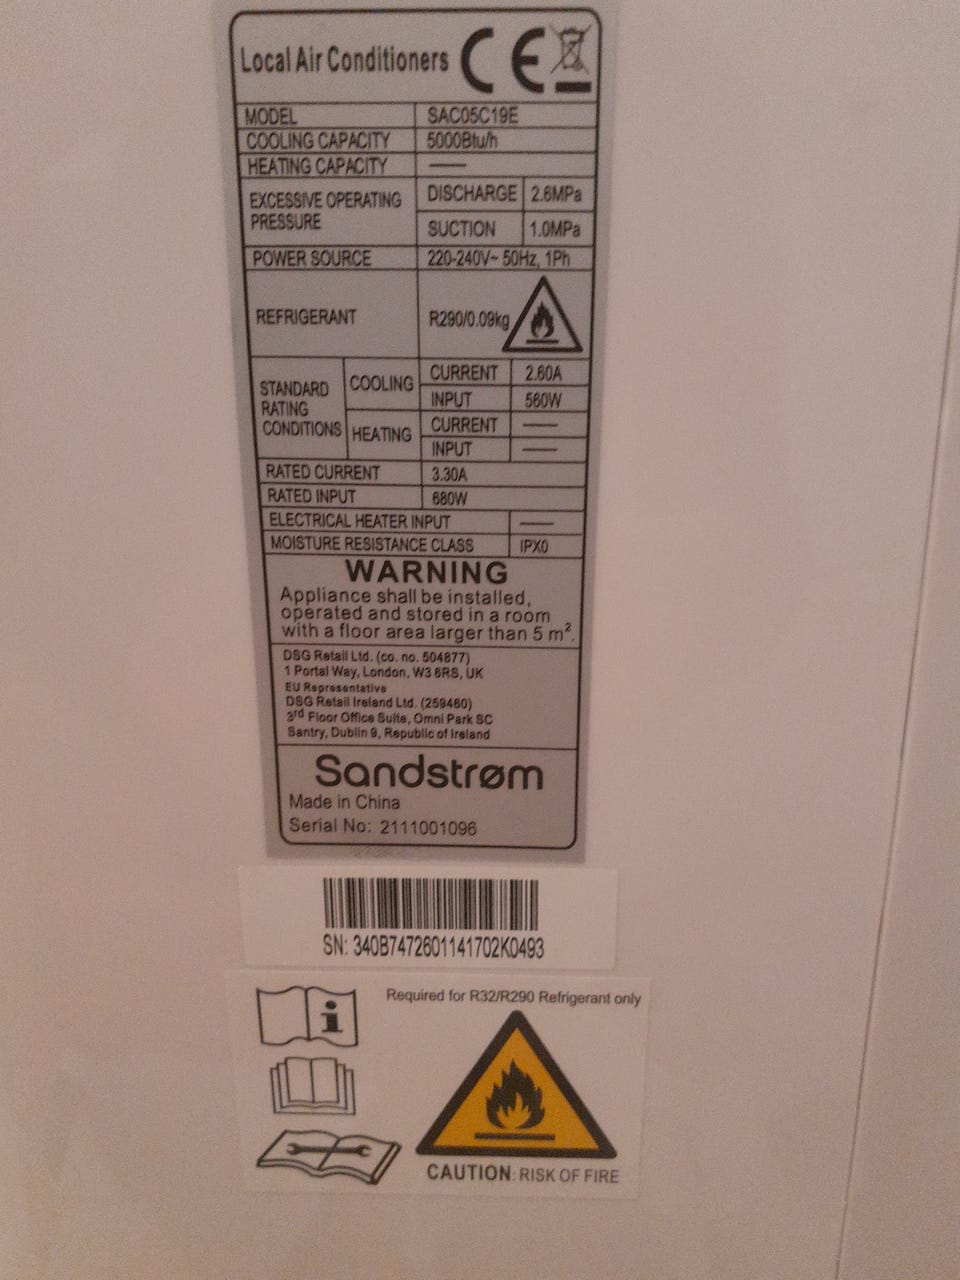 Local Air Conditioners CE
MODEL SAC05C19E
COOLING CAPACITY 5000Btu/h
HEATING CAPACITY —
EXCESSIVE OPERATING PRESSURE DISCHARGE 2.6MPa
SUCTION 1.0MPa
POWER SOURCE 220-240V~ 50Hz, 1Ph
REFRIGERANT R290/0.09kg
STANDARD RATING CONDITIONS COOLING CURRENT 2.60A
INPUT 560W
HEATING CURRENT —
INPUT —
RATED CURRENT 3.30A
RATED INPUT 680W
ELECTRICAL HEATER INPUT —
MOISTURE RESISTANCE CLASS IPX0
WARNING
Appliance shall be installed,
operated and stored in a room
with a floor area larger than 5 m².
DSG Retail Ltd. (co. no. 504877)
1 Portal Way, London, W3 6RS, UK
EU Representative
DSG Retail Ireland Ltd. (259460)
3rd Floor Office Suite, Omni Park SC
Santry, Dublin 9, Republic of Ireland
Sandstrøm
Made in China
Serial No: 2111001096
SN: 340B7472601141702K0493
Required for R32/R290 Refrigerant only
CAUTION: RISK OF FIRE